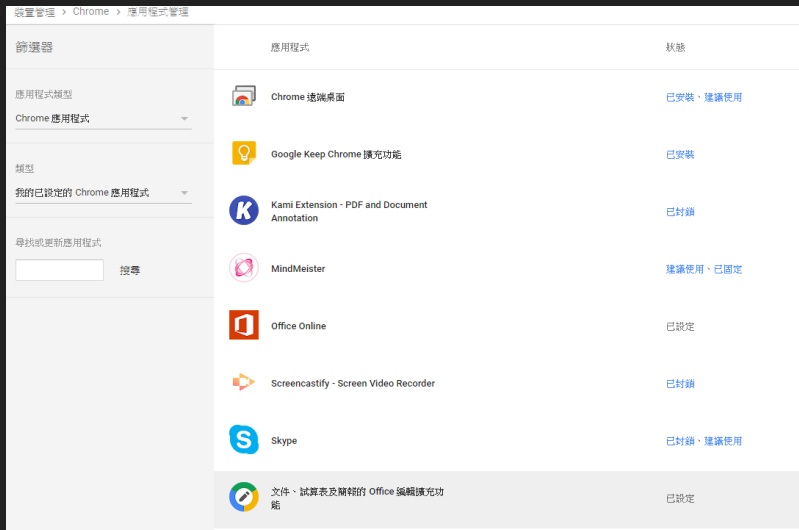 裝置管理 > Chrome > 應用程式管理
篩選器
應用程式 狀態
應用程式類型
Chrome 應用程式
類型
我的已設定的 Chrome 應用程式
尋找或更新應用程式
搜尋
Chrome 遠端桌面 已安裝、建議使用
Google Keep Chrome 擴充功能 已安裝
Kami Extension - PDF and Document
Annotation
已封鎖
MindMeister 建議使用、已固定
Office Online 已設定
Screencastify - Screen Video Recorder 已封鎖
Skype 已封鎖、建議使用
文件、試算表及簡報的 Office 編輯擴充功
能
已設定